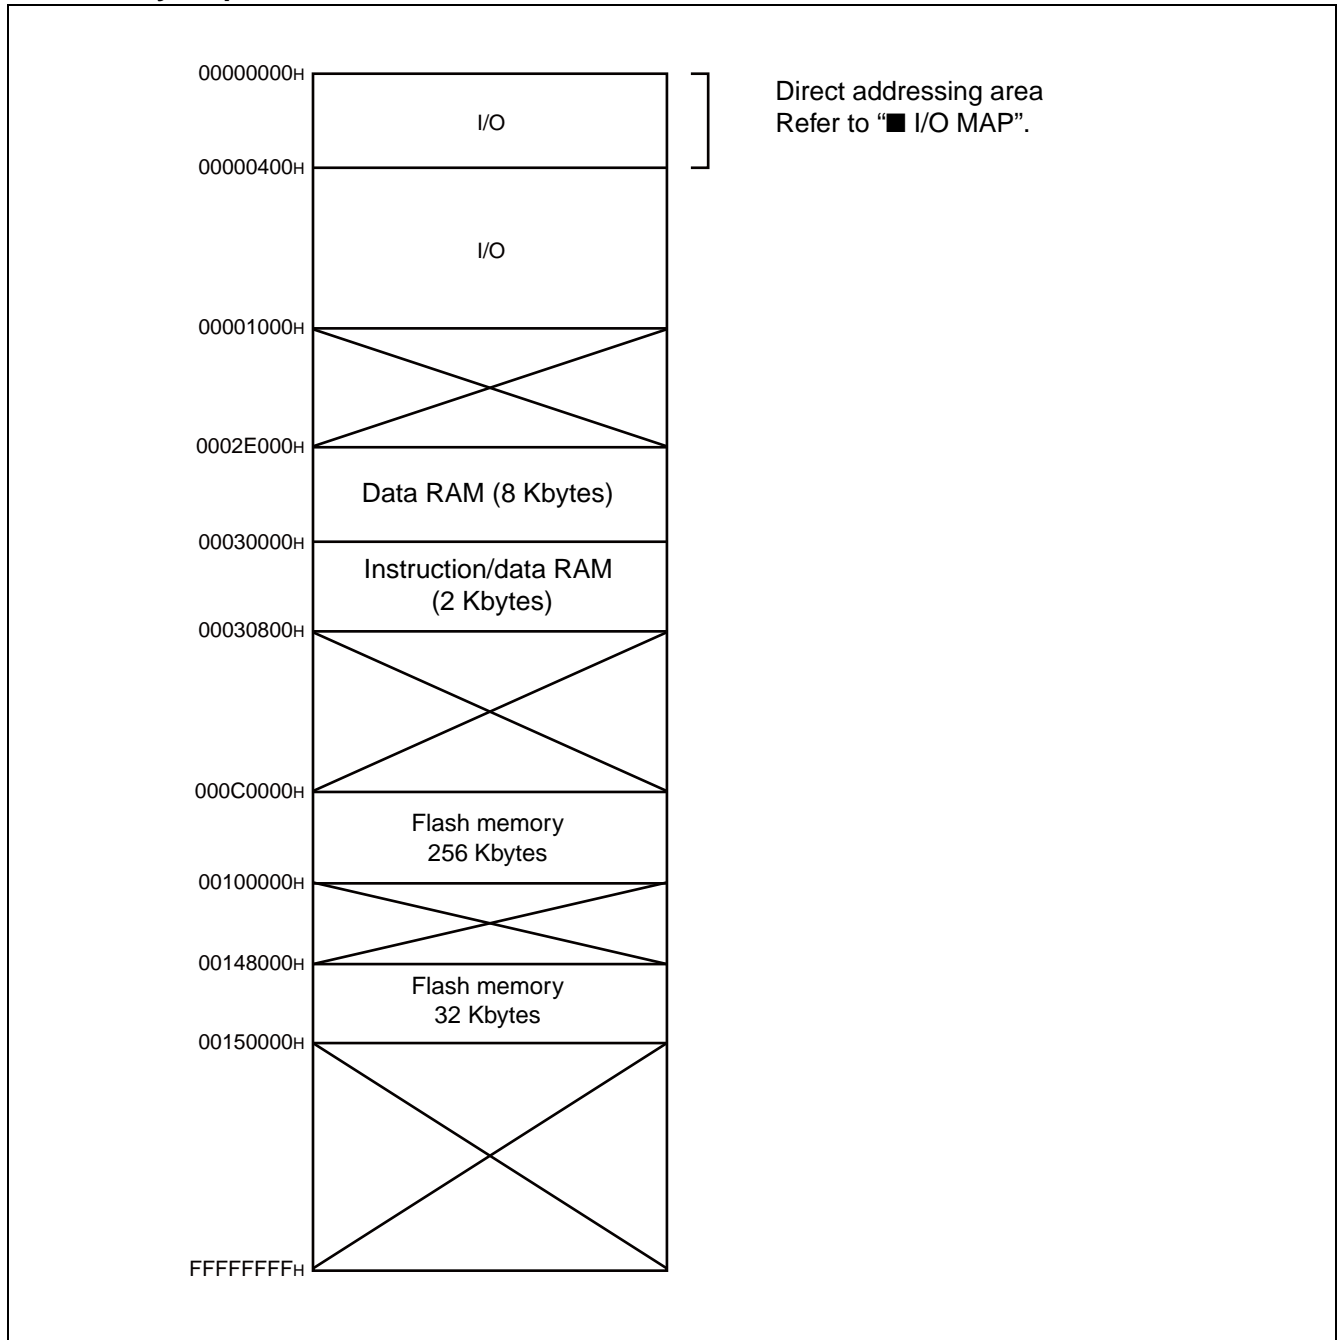 00000000H
I/O
Direct addressing area
Refer to “■ I/O MAP”.
00000400H
I/O
00001000H
0002E000H
Data RAM (8 Kbytes)
00030000H
Instruction/data RAM
(2 Kbytes)
00030800H
000C0000H
Flash memory
256 Kbytes
00100000H
00148000H
Flash memory
32 Kbytes
00150000H
FFFFFFFFH